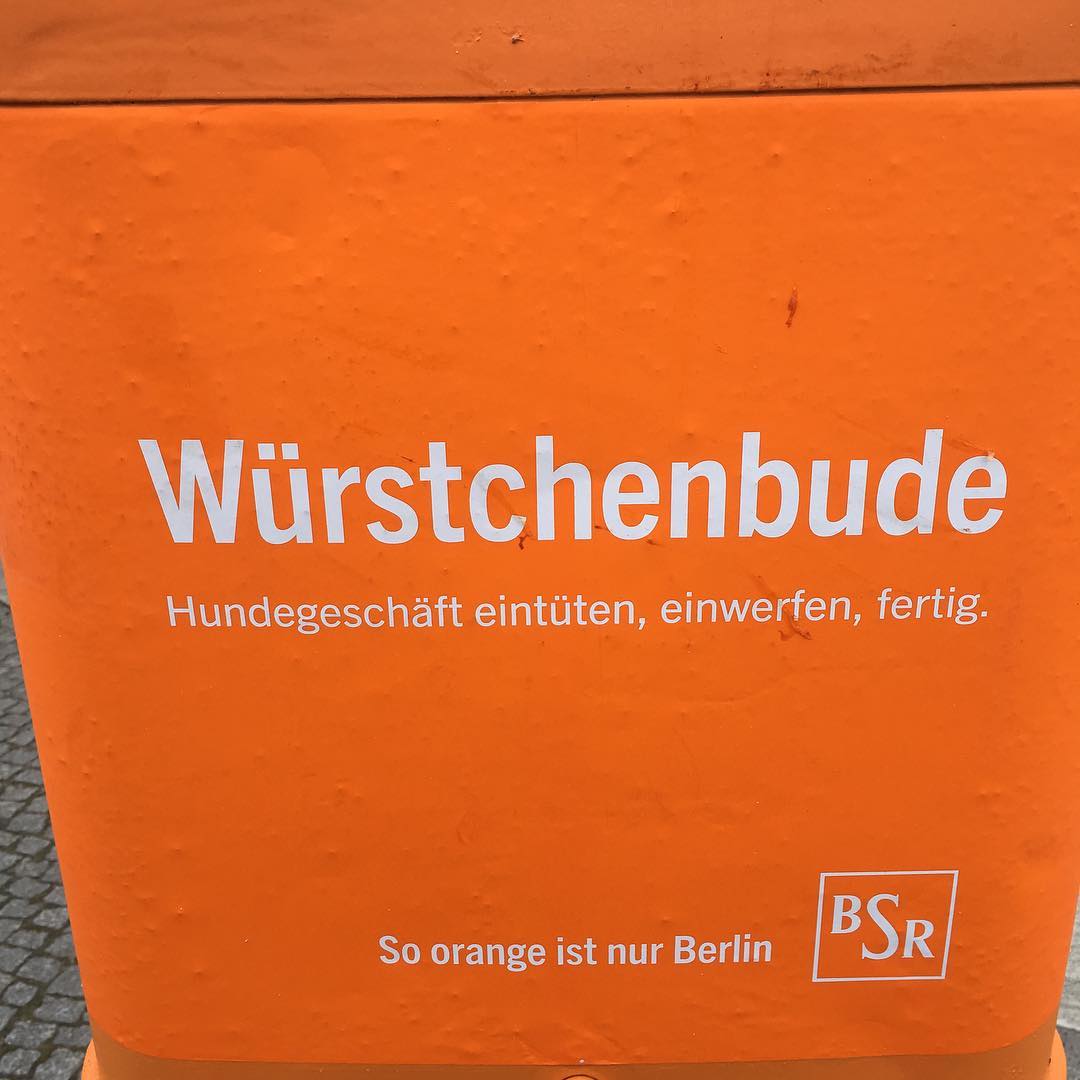 Würstchenbude
Hundegeschäft eintüten, einwerfen, fertig.
So orange ist nur Berlin
BSR